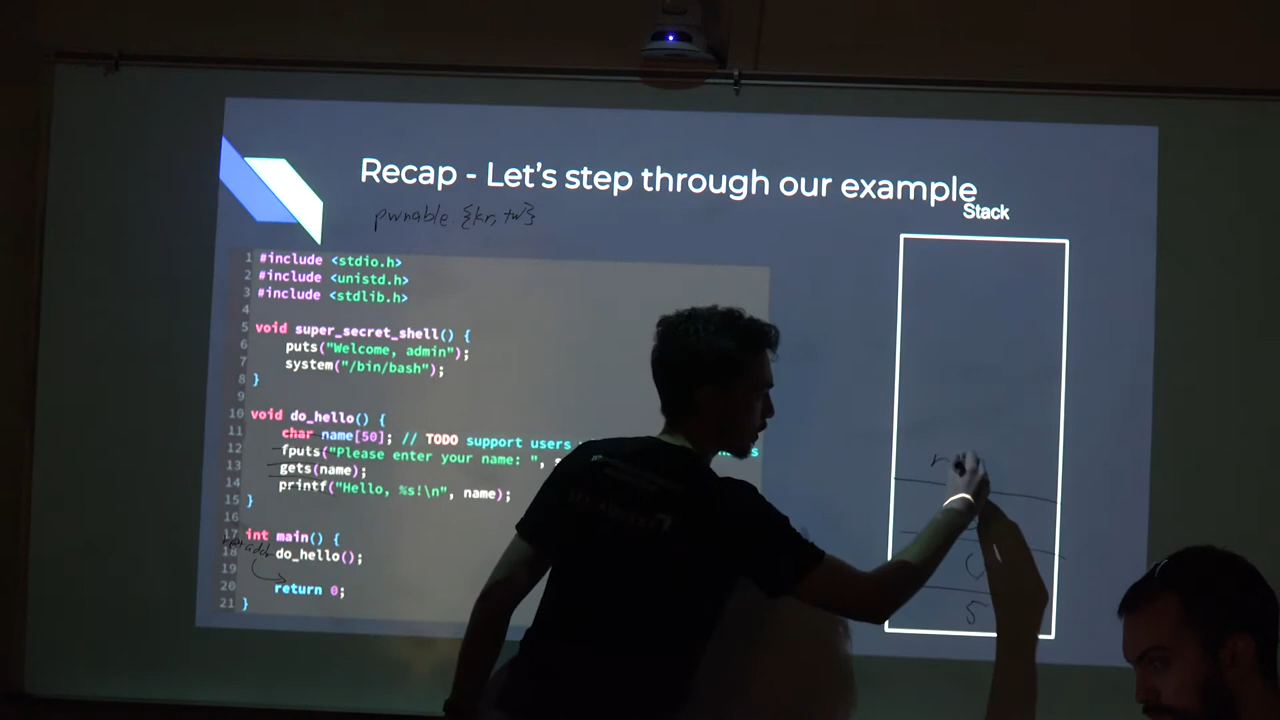 Recap - Let's step through our example
Stack
pwnable {kr, tw}
1 #include <stdio.h>
2 #include <unistd.h>
3 #include <stdlib.h>
4
5 void super_secret_shell() {
6 puts("Welcome, admin");
7 system("/bin/bash");
8 }
9
10 void do_hello() {
11 char name[50]; // TODO support users
12 fputs("Please enter your name: ",
13 gets(name);
14 printf("Hello, %s!\n", name);
15 }
16
17 int main() {
18 do_hello();
19
20 return 0;
21 }
5